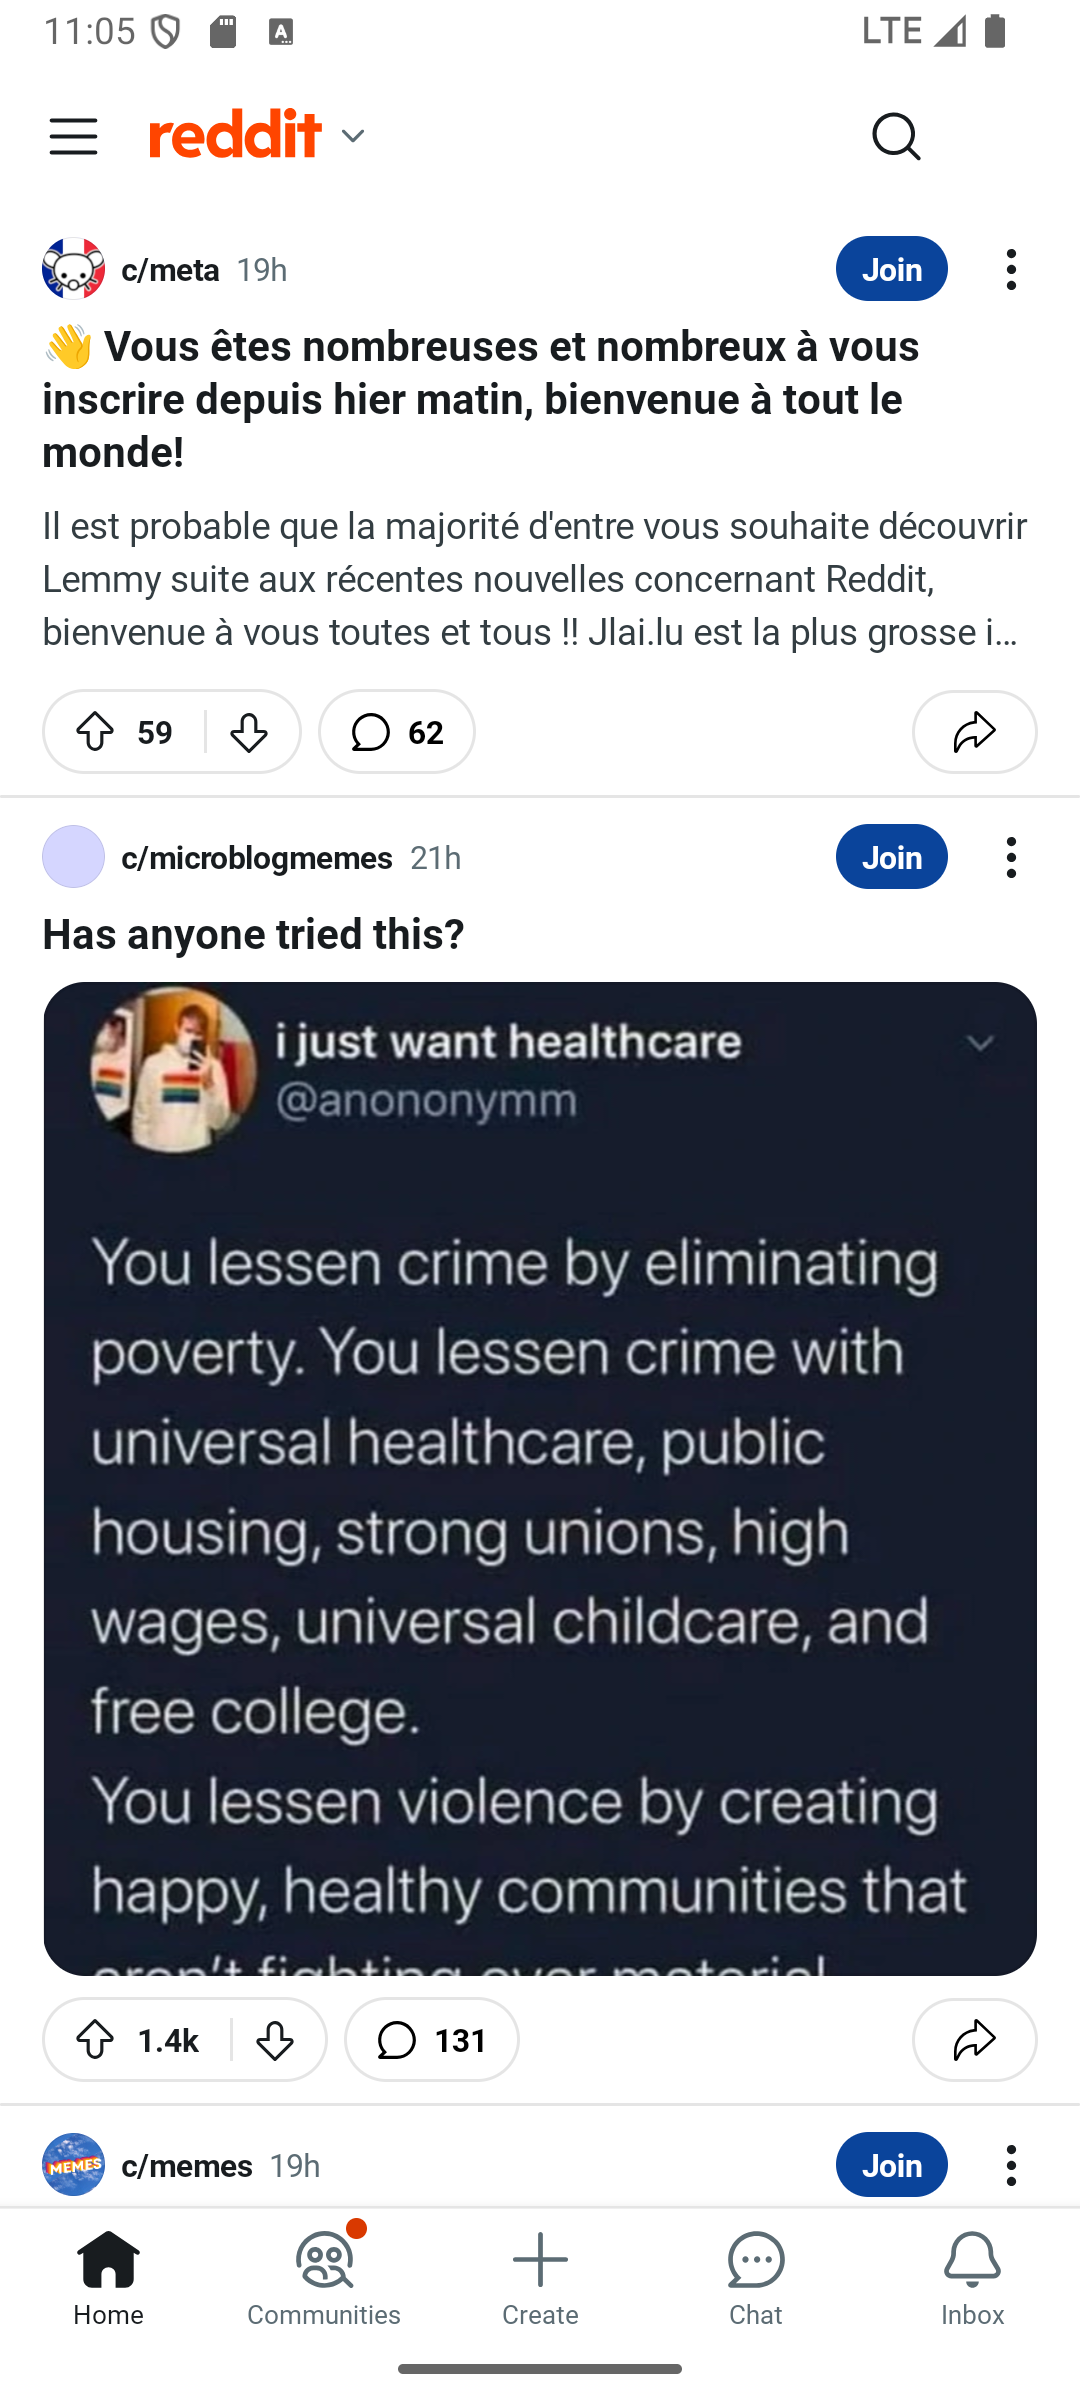 11:05
LTE
reddit
c/meta 19h
Join
👋 Vous êtes nombreuses et nombreux à vous
inscrire depuis hier matin, bienvenue à tout le
monde!
Il est probable que la majorité d'entre vous souhaite découvrir
Lemmy suite aux récentes nouvelles concernant Reddit,
bienvenue à vous toutes et tous !! Jlai.lu est la plus grosse i…
59
62
c/microblogmemes 21h
Join
Has anyone tried this?
i just want healthcare
@anononymm
You lessen crime by eliminating
poverty. You lessen crime with
universal healthcare, public
housing, strong unions, high
wages, universal childcare, and
free college.
You lessen violence by creating
happy, healthy communities that
aren't fighting over material
1.4k
131
MEMES
c/memes 19h
Join
Home
Communities
Create
Chat
Inbox